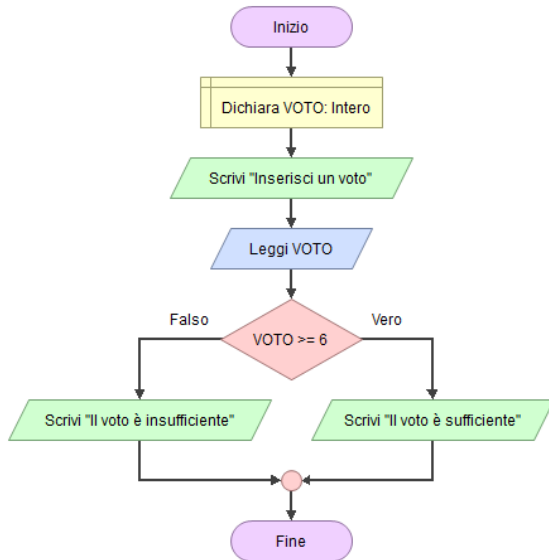 Inizio
Dichiara VOTO: Intero
Scrivi "Inserisci un voto"
Leggi VOTO
Falso
VOTO >= 6
Vero
Scrivi "Il voto è insufficiente"
Scrivi "Il voto è sufficiente"
Fine